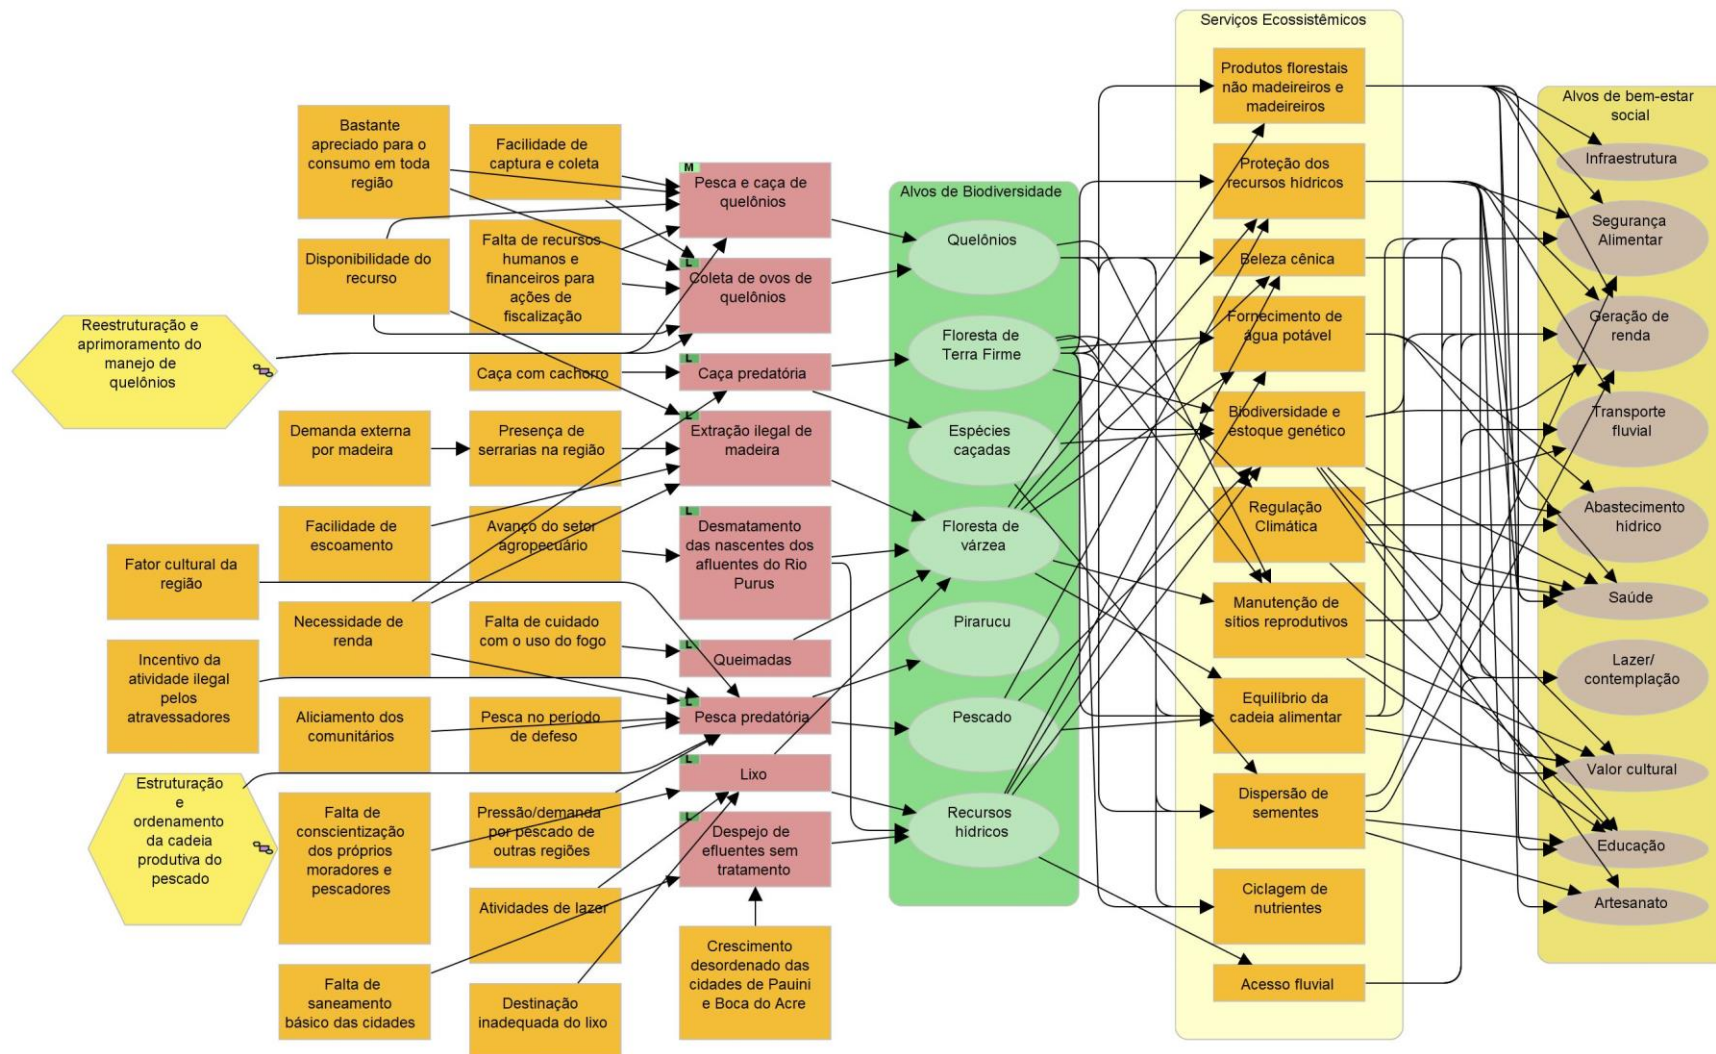 Reestruturação e
aprimoramento do
manejo de
quelônios
Estruturação
e
ordenamento
da cadeia
produtiva do
pescado
Fator cultural da
região
Incentivo da
atividade ilegal
pelos
atravessadores
Bastante
apreciado para o
consumo em toda
região
Disponibilidade do
recurso
Demanda externa
por madeira
Facilidade de
escoamento
Necessidade de
renda
Aliciamento dos
comunitários
Falta de
conscientização
dos próprios
moradores e
pescadores
Falta de
saneamento
básico das cidades
Facilidade de
captura e coleta
Falta de recursos
humanos e
financeiros para
ações de
fiscalização
Caça com cachorro
Presença de
serrarias na região
Avanço do setor
agropecuário
Falta de cuidado
com o uso do fogo
Pesca no período
de defeso
Pressão/demanda
por pescado de
outras regiões
Atividades de lazer
Destinação
inadequada do lixo
M
Pesca e caça de
quelônios
L
Coleta de ovos de
quelônios
L
Caça predatória
L
Extração ilegal de
madeira
L
Desmatamento
das nascentes dos
afluentes do Rio
Purus
L
Queimadas
L
Pesca predatória
L
Lixo
L
Despejo de
efluentes sem
tratamento
Crescimento
desordenado das
cidades de Pauini
e Boca do Acre
Alvos de Biodiversidade
Quelônios
Floresta de
Terra Firme
Espécies
caçadas
Floresta de
várzea
Pirarucu
Pescado
Recursos
hídricos
Serviços Ecossistêmicos
Produtos florestais
não madeireiros e
madeireiros
Proteção dos
recursos hídricos
Beleza cênica
Fornecimento de
água potável
Biodiversidade e
estoque genético
Regulação
Climática
Manutenção de
sítios reprodutivos
Equilíbrio da
cadeia alimentar
Dispersão de
sementes
Ciclagem de
nutrientes
Acesso fluvial
Alvos de bem-estar
social
Infraestrutura
Segurança
Alimentar
Geração de
renda
Transporte
fluvial
Abastecimento
hídrico
Saúde
Lazer/
contemplação
Valor cultural
Educação
Artesanato